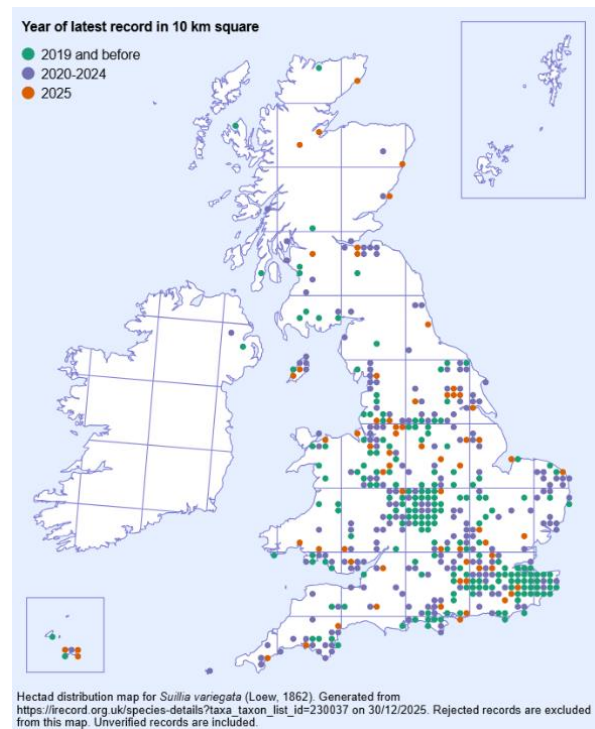 Year of latest record in 10 km square
2019 and before
2020-2024
2025
Hectad distribution map for Suillia variegata (Loew, 1862). Generated from
https://irecord.org.uk/species-details?taxa_taxon_list_id=230037 on 30/12/2025. Rejected records are excluded
from this map. Unverified records are included.